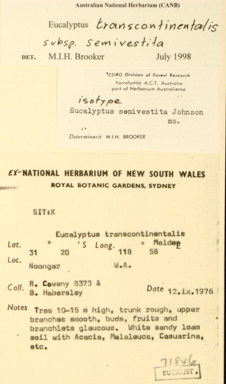 Australian National Herbarium (CANB)
Eucalyptus transcontinentalis
subsp. semivestita
DET. M.I.H. Brooker July 1998
*CSIRO Division of Forest Research
Yarralumla A.C.T. Australia
part of Herbarium Australiense
isotype
Eucalyptus semivestita Johnson
ms.
Determinavit M.I.H. BROOKER
EX-NATIONAL HERBARIUM OF NEW SOUTH WALES
ROYAL BOTANIC GARDENS, SYDNEY
SIT:K
Eucalyptus transcontinentalis
Maiden
Lat. ° 'S Long. °
31 20 118 58
Loc. Noongar W.A.
Coll. R. Coveny 8373 &
B. Habersley Date 12.ix.1976
Notes Tree 10-15 m high, trunk rough, upper
branches smooth, buds, fruits and
branchlets glaucous. White sandy loam
soil with Acacia, Melaleuca, Casuarina,
etc.
71846
EUCALIST.